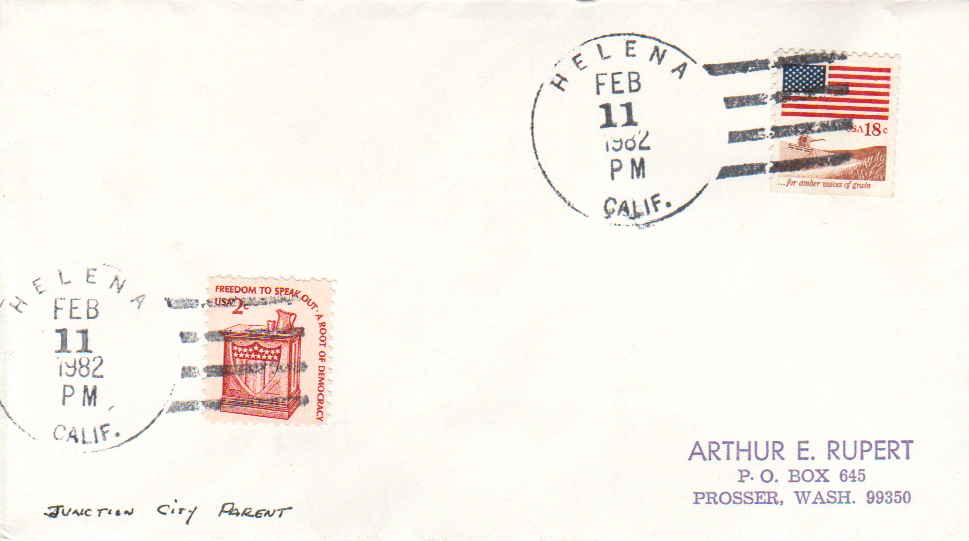 HELENA
FEB
11
1982
PM
CALIF.
USA 18c
...for amber waves of grain
HELENA
FEB
11
1982
PM
CALIF.
FREEDOM TO SPEAK OUT · A ROOT OF DEMOCRACY
USA 2c
ARTHUR E. RUPERT
P. O. BOX 645
PROSSER, WASH. 99350
JUNCTION CITY PARENT